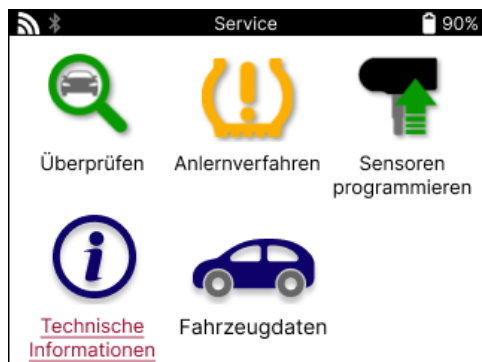 Service
90%
Überprüfen
Anlernverfahren
Sensoren
programmieren
Technische
Informationen
Fahrzeugdaten